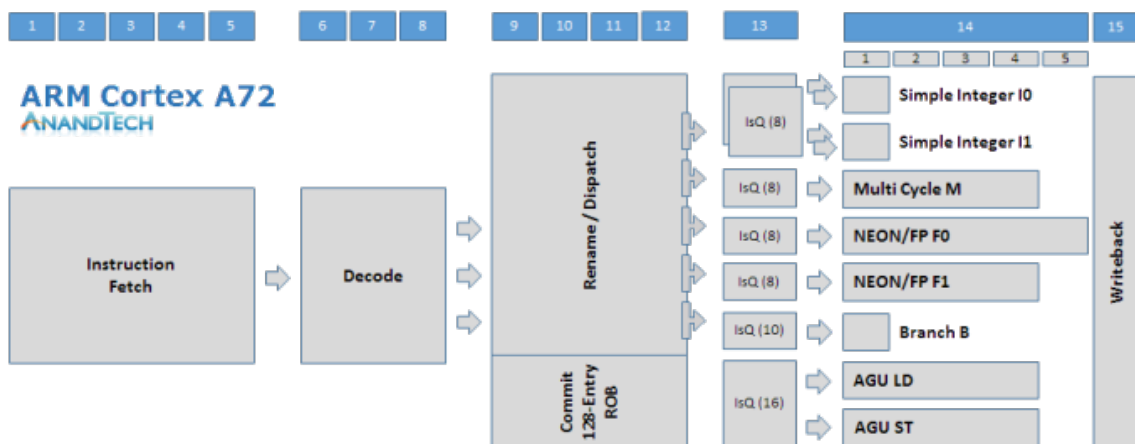 1 2 3 4 5 6 7 8 9 10 11 12 13 14 15
1 2 3 4 5
ARM Cortex A72
ANANDTECH
Instruction
Fetch
Decode
Rename / Dispatch
Commit
128-Entry
ROB
IsQ (8)
IsQ (8)
IsQ (8)
IsQ (8)
IsQ (10)
IsQ (16)
Simple Integer I0
Simple Integer I1
Multi Cycle M
NEON/FP F0
NEON/FP F1
Branch B
AGU LD
AGU ST
Writeback